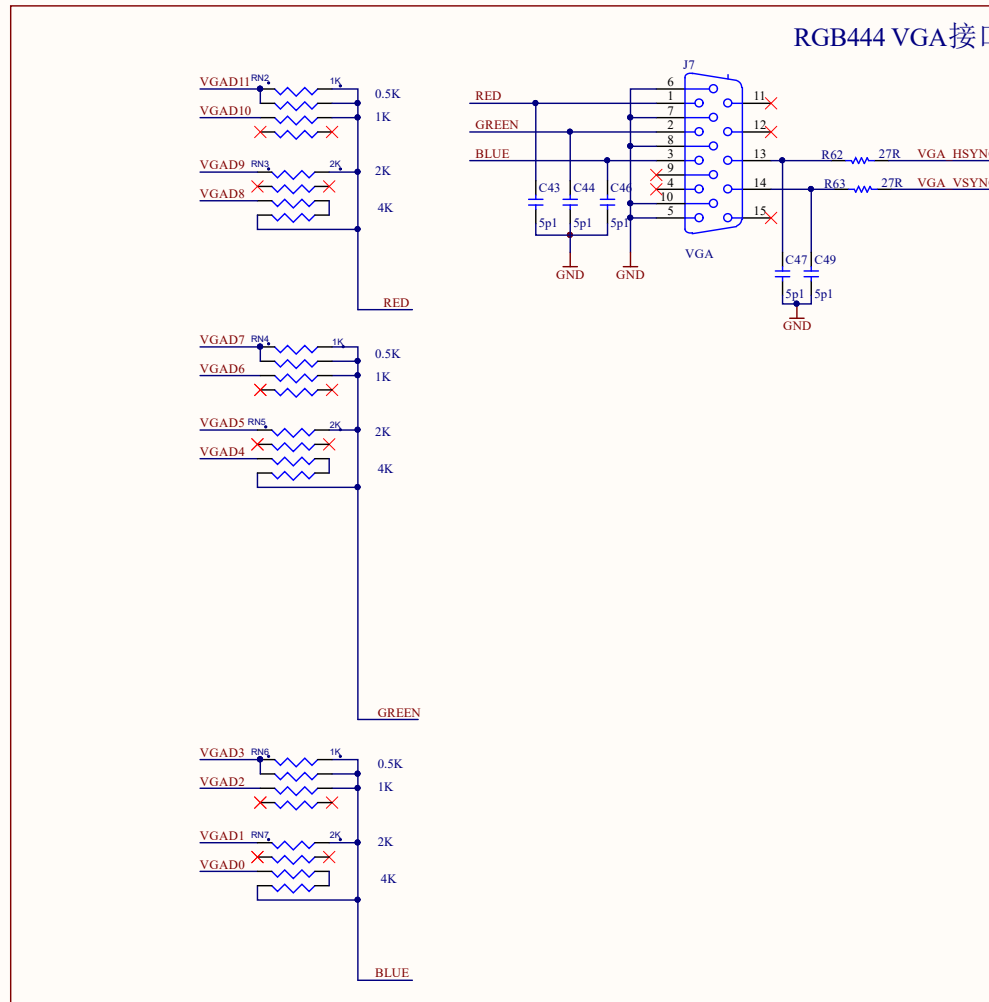 RGB444 VGA接口
VGAD11
RN2
1K
0.5K
VGAD10
1K
VGAD9
RN3
2K
2K
VGAD8
4K
RED
VGAD7
RN4
1K
0.5K
VGAD6
1K
VGAD5
RN5
2K
2K
VGAD4
4K
GREEN
VGAD3
RN6
1K
0.5K
VGAD2
1K
VGAD1
RN7
2K
2K
VGAD0
4K
BLUE
J7
6
RED
1
11
7
GREEN
2
12
8
BLUE
3
13
R62
27R
VGA_HSYNC
9
4
14
R63
27R
VGA_VSYNC
10
5
15
VGA
C43
C44
C46
5p1
5p1
5p1
GND
GND
C47
C49
5p1
5p1
GND